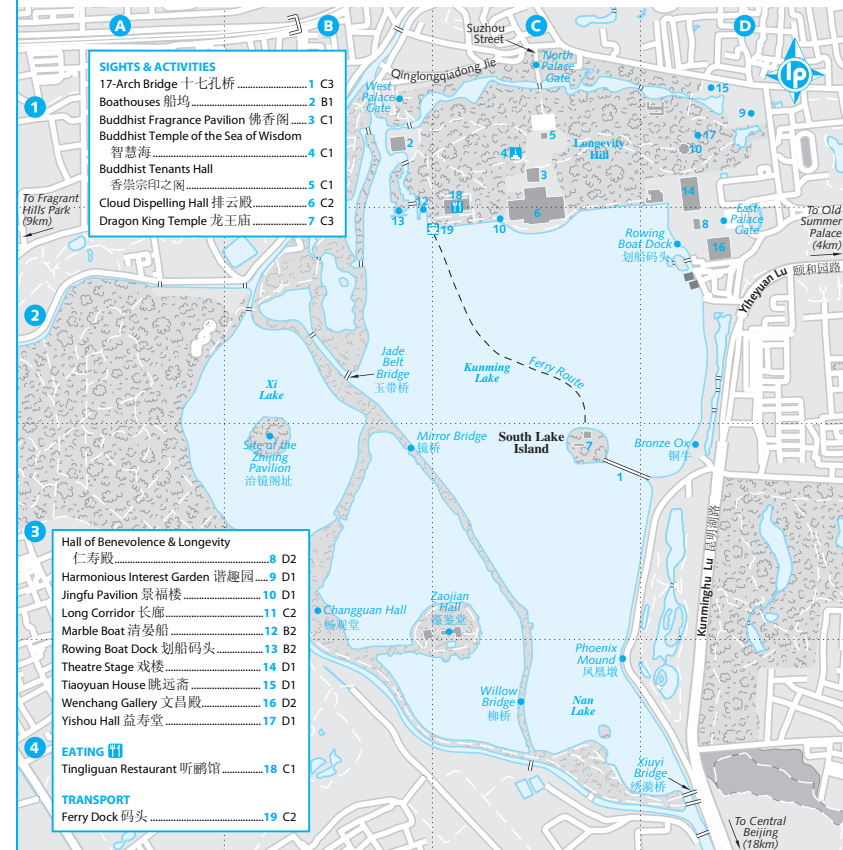 A
B
C
D
1
2
3
4
SIGHTS & ACTIVITIES
17-Arch Bridge 十七孔桥 1 C3
Boathouses 船坞 2 B1
Buddhist Fragrance Pavilion 佛香阁 3 C1
Buddhist Temple of the Sea of Wisdom
智慧海 4 C1
Buddhist Tenants Hall
香崇宗印之阁 5 C1
Cloud Dispelling Hall 排云殿 6 C2
Dragon King Temple 龙王庙 7 C3
Hall of Benevolence & Longevity
仁寿殿 8 D2
Harmonious Interest Garden 谐趣园 9 D1
Jingfu Pavilion 景福楼 10 D1
Long Corridor 长廊 11 C2
Marble Boat 清晏船 12 B2
Rowing Boat Dock 划船码头 13 B2
Theatre Stage 戏楼 14 D1
Tiaoyuan House 眺远斋 15 D1
Wenchang Gallery 文昌殿 16 D2
Yishou Hall 益寿堂 17 D1
EATING
Tingliguan Restaurant 听鹂馆 18 C1
TRANSPORT
Ferry Dock 码头 19 C2
Suzhou
Street
North
Palace
Gate
Qinglongqiadong Jie
West
Palace
Gate
lp
15
9
17
10
2
5
4
Longevity
Hill
3
14
18
12
13
19
10
6
8
16
East
Palace
Gate
To Fragrant
Hills Park
(9km)
To Old
Summer
Palace
(4km)
Rowing
Boat Dock
划船码头
Yiheyuan Lu 颐和园路
Jade
Belt
Bridge
玉带桥
Kunming
Lake
Ferry Route
Xi
Lake
Site of the
Zhijing
Pavilion
治镜阁址
Mirror Bridge
镜桥
South Lake
Island
7
1
Bronze Ox
铜牛
Kunminghu Lu 昆明湖路
Changguan Hall
畅观堂
Zaojian
Hall
藻鉴堂
Phoenix
Mound
凤凰墩
Willow
Bridge
柳桥
Nan
Lake
Xiuyi
Bridge
绣漪桥
To Central
Beijing
(18km)